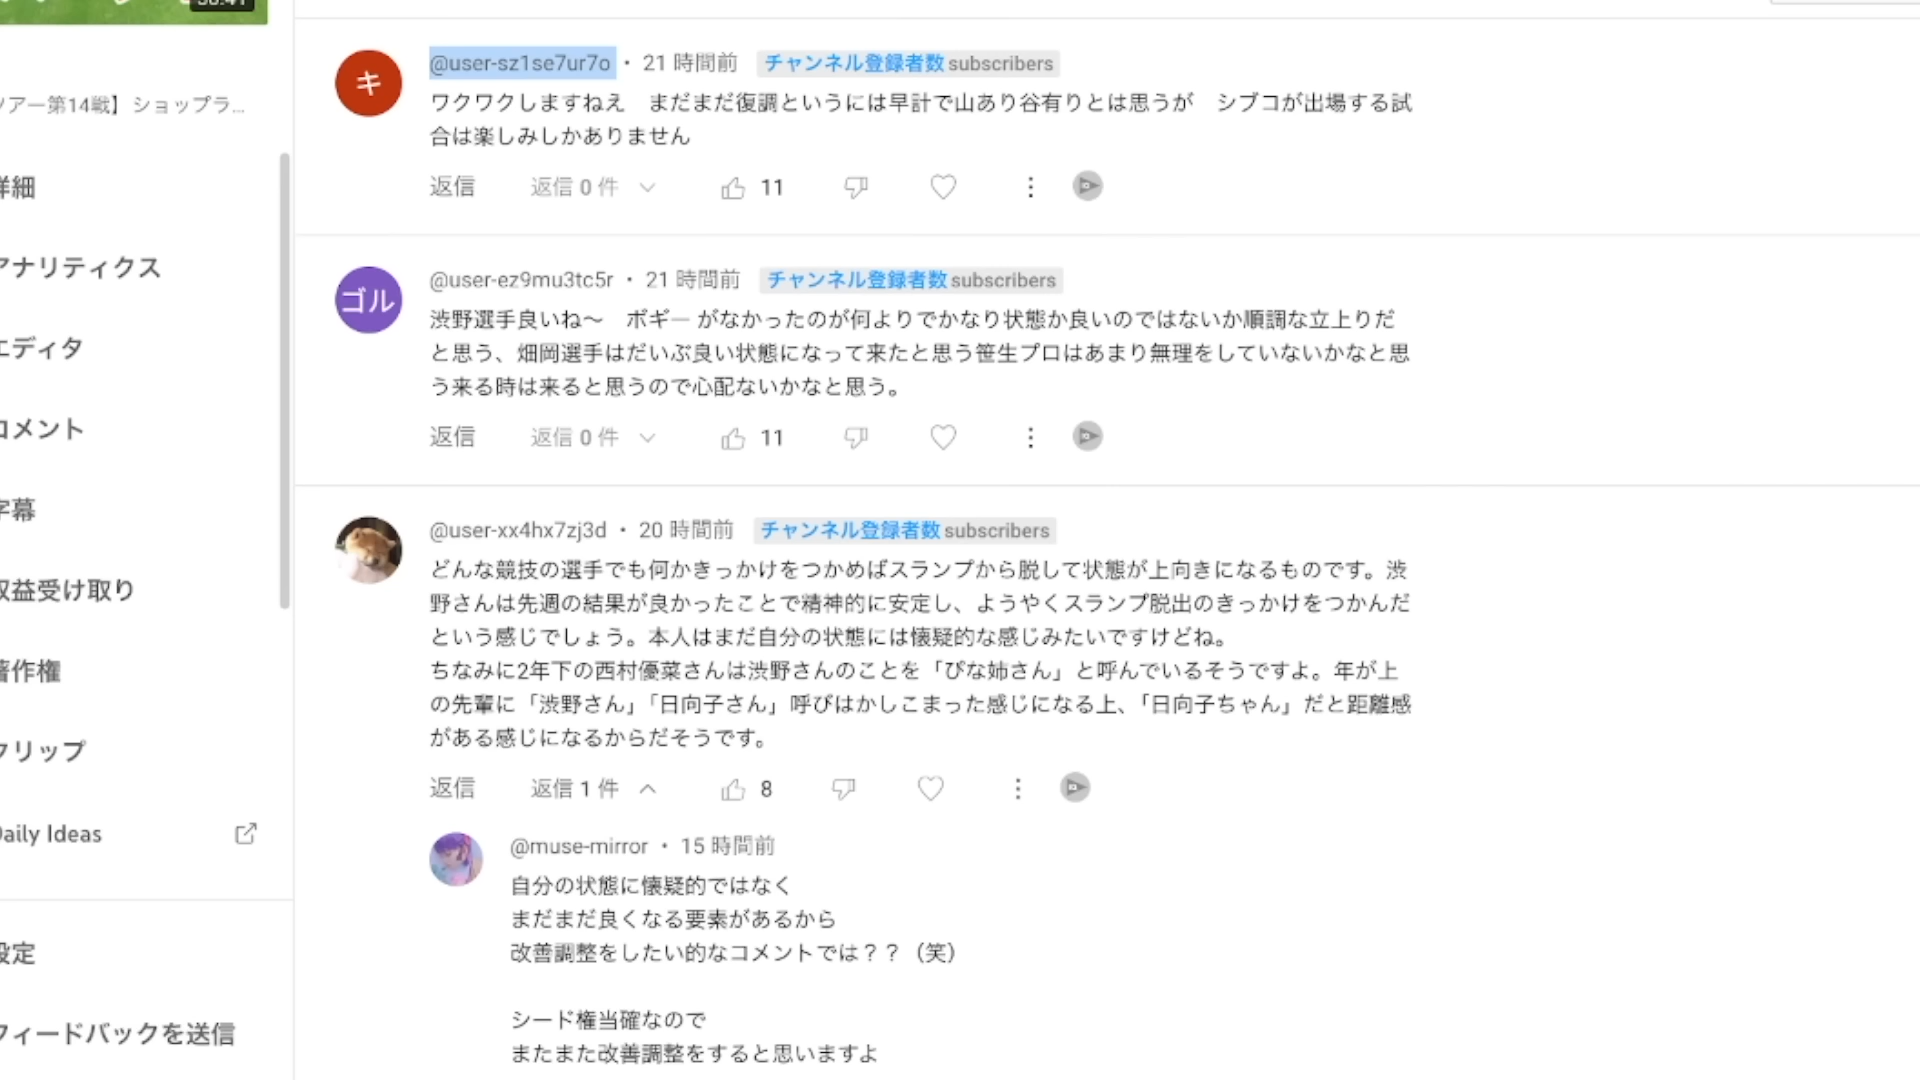 ツアー第14戦】ショップラ...
詳細
アナリティクス
エディタ
コメント
字幕
収益受け取り
著作権
クリップ
Daily Ideas
設定
フィードバックを送信
キ
@user-sz1se7ur7o・21 時間前 チャンネル登録者数 subscribers
ワクワクしますねえ　まだまだ復調というには早計で山あり谷有りとは思うが　シブコが出場する試
合は楽しみしかありません
返信 返信 0 件 11
ゴル
@user-ez9mu3tc5r・21 時間前 チャンネル登録者数 subscribers
渋野選手良いね〜　ボギー がなかったのが何よりでかなり状態か良いのではないか順調な立上りだ
と思う、畑岡選手はだいぶ良い状態になって来たと思う笹生プロはあまり無理をしていないかなと思
う来る時は来ると思うので心配ないかなと思う。
返信 返信 0 件 11
@user-xx4hx7zj3d・20 時間前 チャンネル登録者数 subscribers
どんな競技の選手でも何かきっかけをつかめばスランプから脱して状態が上向きになるものです。渋
野さんは先週の結果が良かったことで精神的に安定し、ようやくスランプ脱出のきっかけをつかんだ
という感じでしょう。本人はまだ自分の状態には懐疑的な感じみたいですけどね。
ちなみに2年下の西村優菜さんは渋野さんのことを「ぴな姉さん」と呼んでいるそうですよ。年が上
の先輩に「渋野さん」「日向子さん」呼びはかしこまった感じになる上、「日向子ちゃん」だと距離感
がある感じになるからだそうです。
返信 返信 1 件 8
@muse-mirror・15 時間前
自分の状態に懐疑的ではなく
まだまだ良くなる要素があるから
改善調整をしたい的なコメントでは？？（笑）
シード権当確なので
またまた改善調整をすると思いますよ